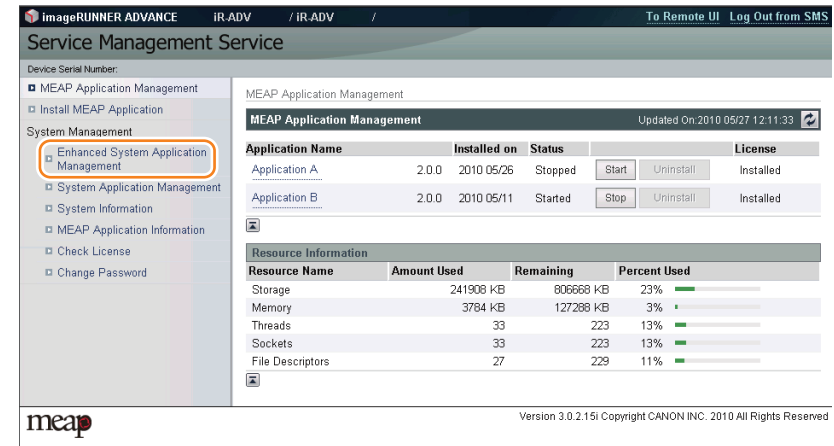 imageRUNNER ADVANCE iR-ADV / iR-ADV / To Remote UI Log Out from SMS
Service Management Service
Device Serial Number:
MEAP Application Management
Install MEAP Application
System Management
Enhanced System Application
Management
System Application Management
System Information
MEAP Application Information
Check License
Change Password
MEAP Application Management
MEAP Application Management Updated On:2010 05/27 12:11:33
Application Name Installed on Status License
Application A 2.0.0 2010 05/26 Stopped Start Uninstall Installed
Application B 2.0.0 2010 05/11 Started Stop Uninstall Installed
Resource Information
Resource Name Amount Used Remaining Percent Used
Storage 241908 KB 806668 KB 23%
Memory 3784 KB 127288 KB 3%
Threads 33 223 13%
Sockets 33 223 13%
File Descriptors 27 229 11%
meap Version 3.0.2.15i Copyright CANON INC. 2010 All Rights Reserved